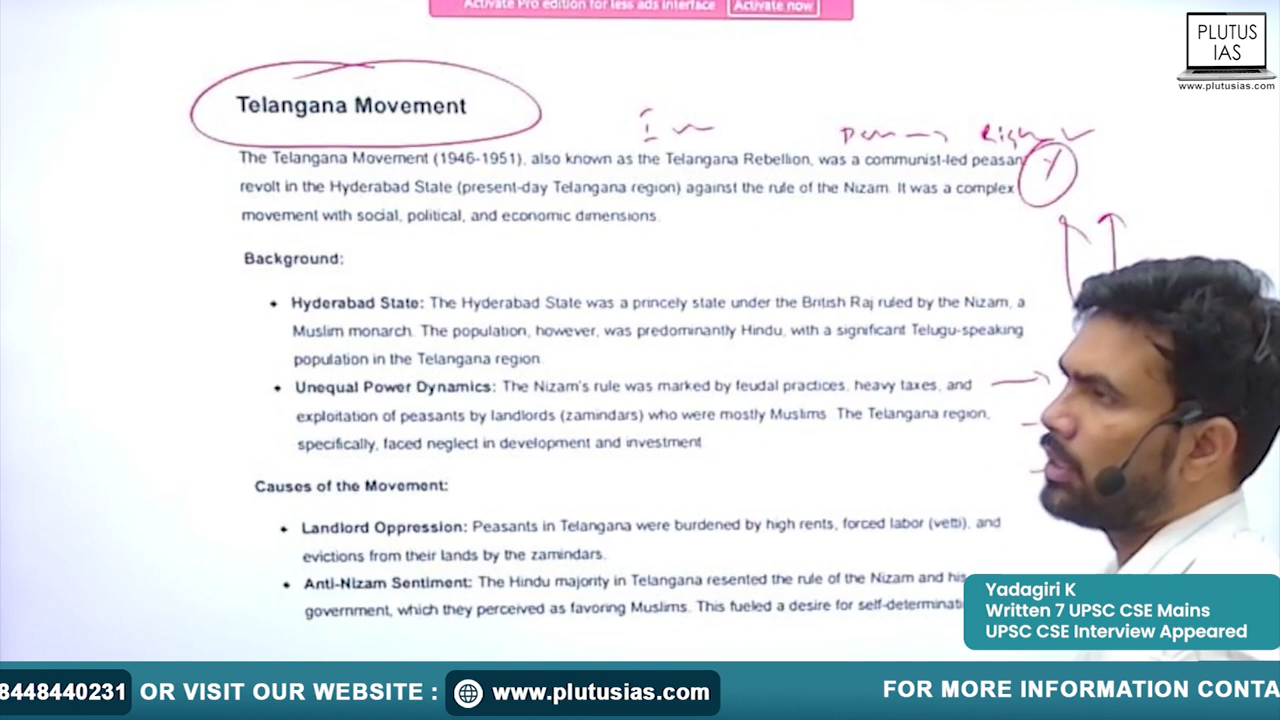 Activate Pro edition for less ads interface Activate now
PLUTUS
IAS
www.plutusias.com
Telangana Movement
The Telangana Movement (1946-1951), also known as the Telangana Rebellion, was a communist-led peasan
revolt in the Hyderabad State (present-day Telangana region) against the rule of the Nizam. It was a complex
movement with social, political, and economic dimensions.
Background:
• Hyderabad State: The Hyderabad State was a princely state under the British Raj ruled by the Nizam, a
Muslim monarch. The population, however, was predominantly Hindu, with a significant Telugu-speaking
population in the Telangana region
• Unequal Power Dynamics: The Nizam's rule was marked by feudal practices, heavy taxes, and
exploitation of peasants by landlords (zamindars) who were mostly Muslims. The Telangana region,
specifically, faced neglect in development and investment
Causes of the Movement:
• Landlord Oppression: Peasants in Telangana were burdened by high rents, forced labor (vetti), and
evictions from their lands by the zamindars.
• Anti-Nizam Sentiment: The Hindu majority in Telangana resented the rule of the Nizam and his
government, which they perceived as favoring Muslims. This fueled a desire for self-determinati
Yadagiri K
Written 7 UPSC CSE Mains
UPSC CSE Interview Appeared
8448440231 OR VISIT OUR WEBSITE : www.plutusias.com FOR MORE INFORMATION CONTA